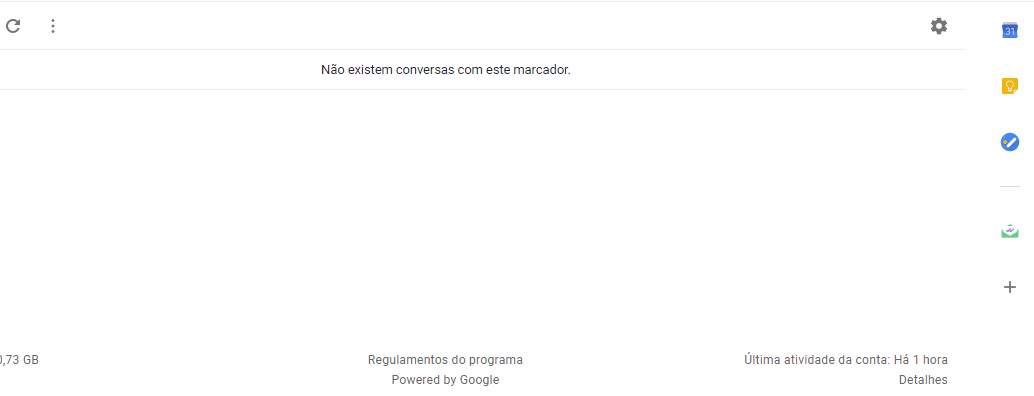 31
Não existem conversas com este marcador.
0,73 GB
Regulamentos do programa
Powered by Google
Última atividade da conta: Há 1 hora
Detalhes